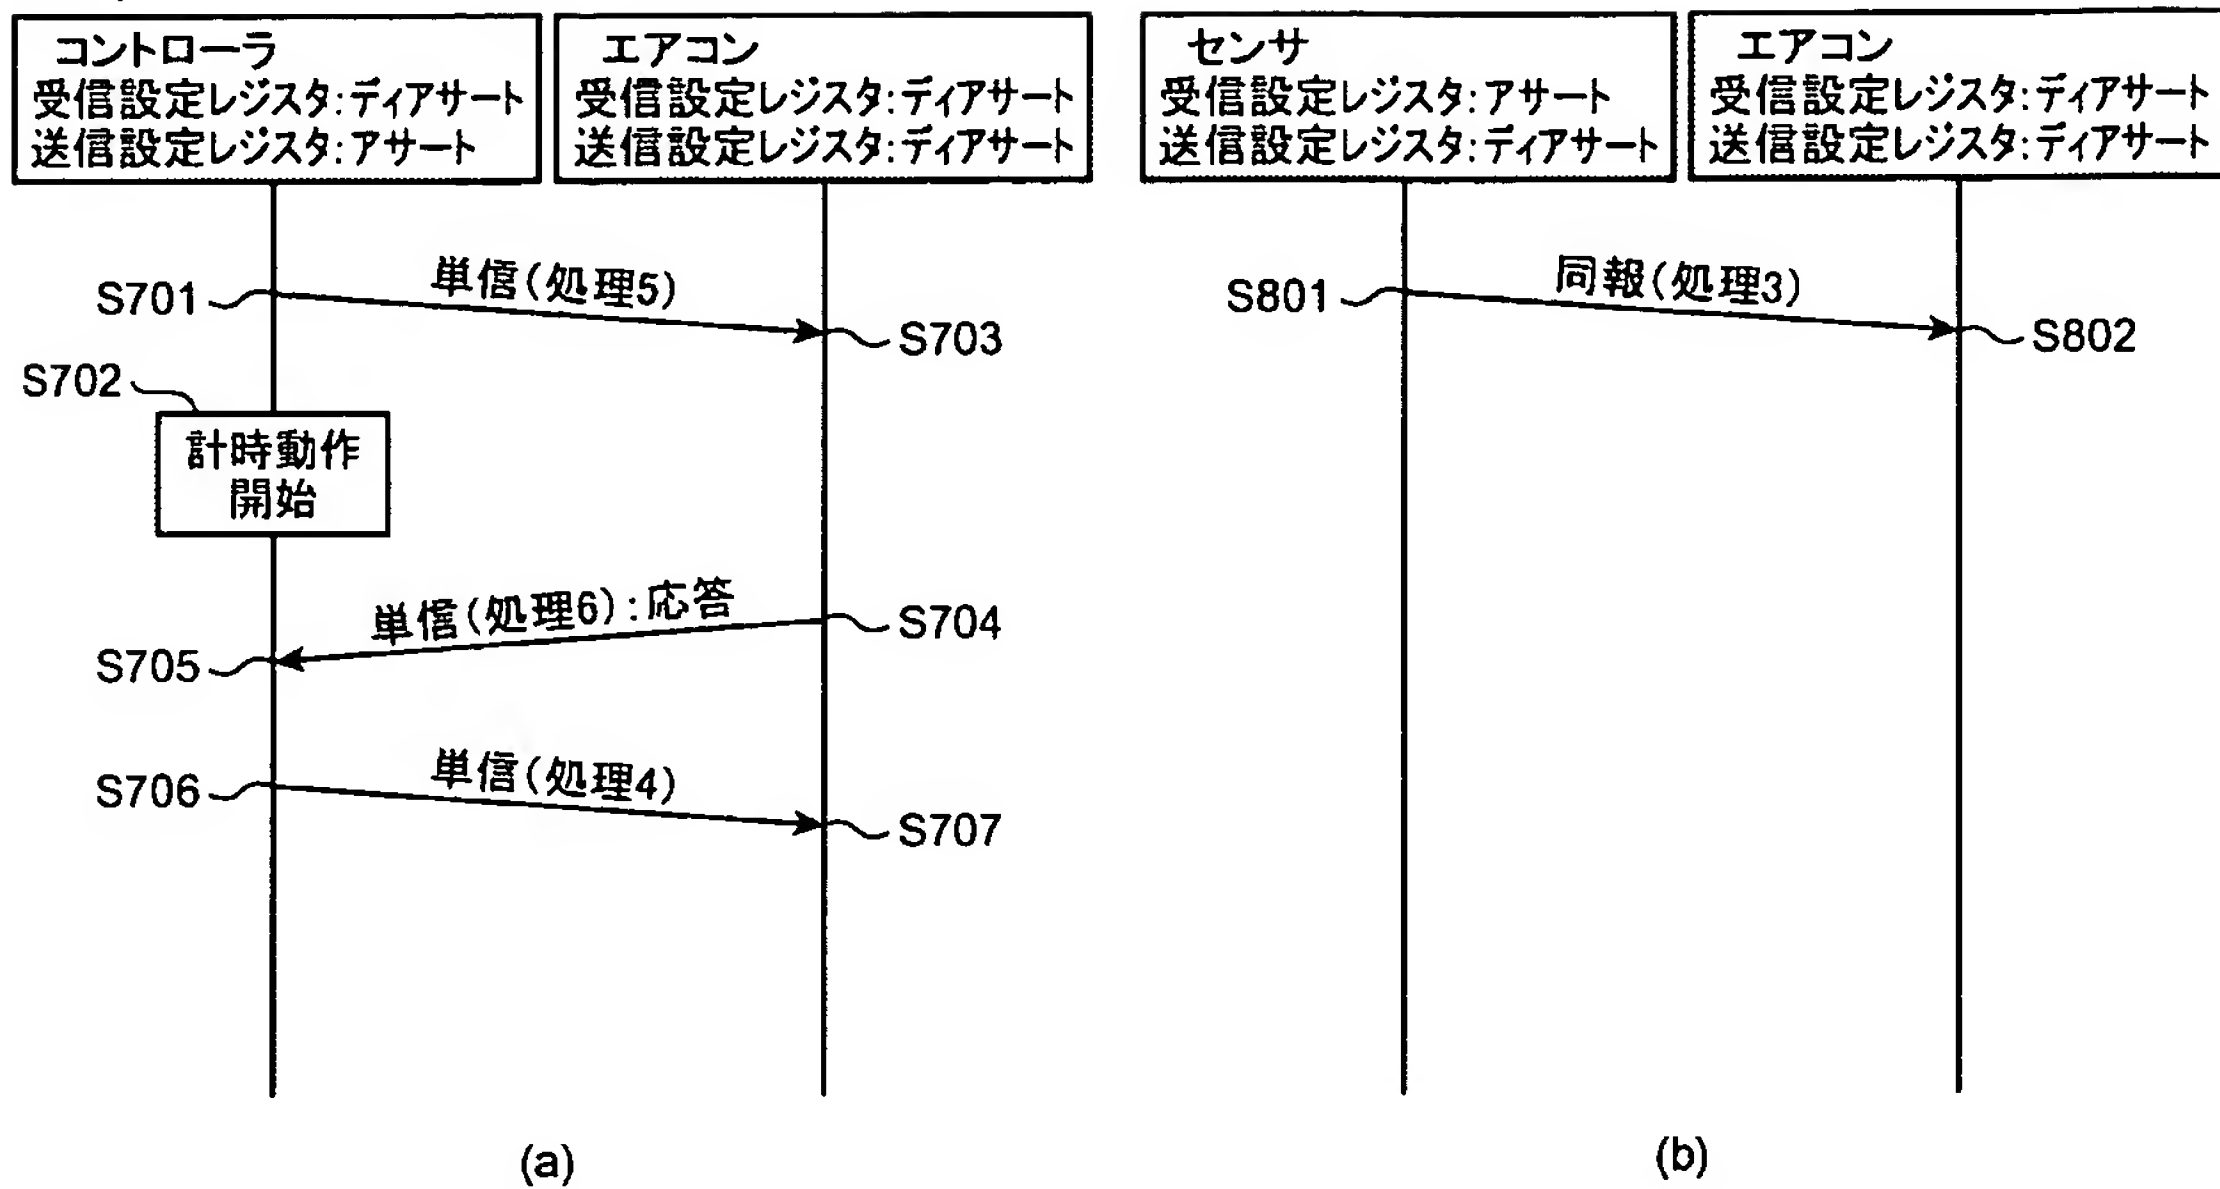 コントローラ
受信設定レジスタ:ディアサート
送信設定レジスタ:アサート
エアコン
受信設定レジスタ:ディアサート
送信設定レジスタ:ディアサート
S701
単信(処理5)
S703
S702
計時動作
開始
単信(処理6):応答
S704
S705
単信(処理4)
S706
S707
(a)
センサ
受信設定レジスタ:アサート
送信設定レジスタ:ディアサート
エアコン
受信設定レジスタ:ディアサート
送信設定レジスタ:ディアサート
S801
同報(処理3)
S802
(b)